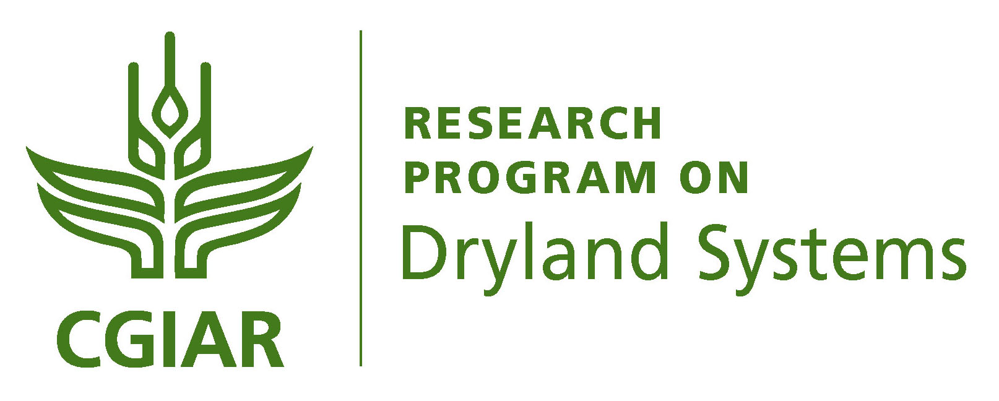 CGIAR
RESEARCH
PROGRAM ON
Dryland Systems